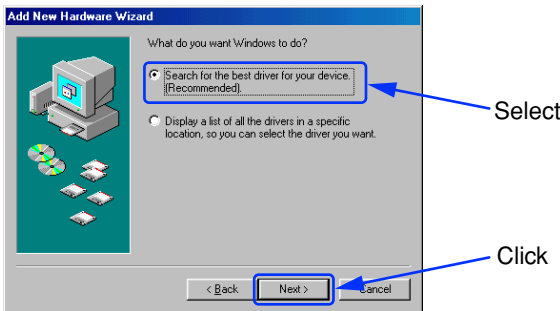 Add New Hardware Wizard
What do you want Windows to do?
Search for the best driver for your device.
(Recommended).
Select
Display a list of all the drivers in a specific
location, so you can select the driver you want.
Click
< Back
Next >
Cancel